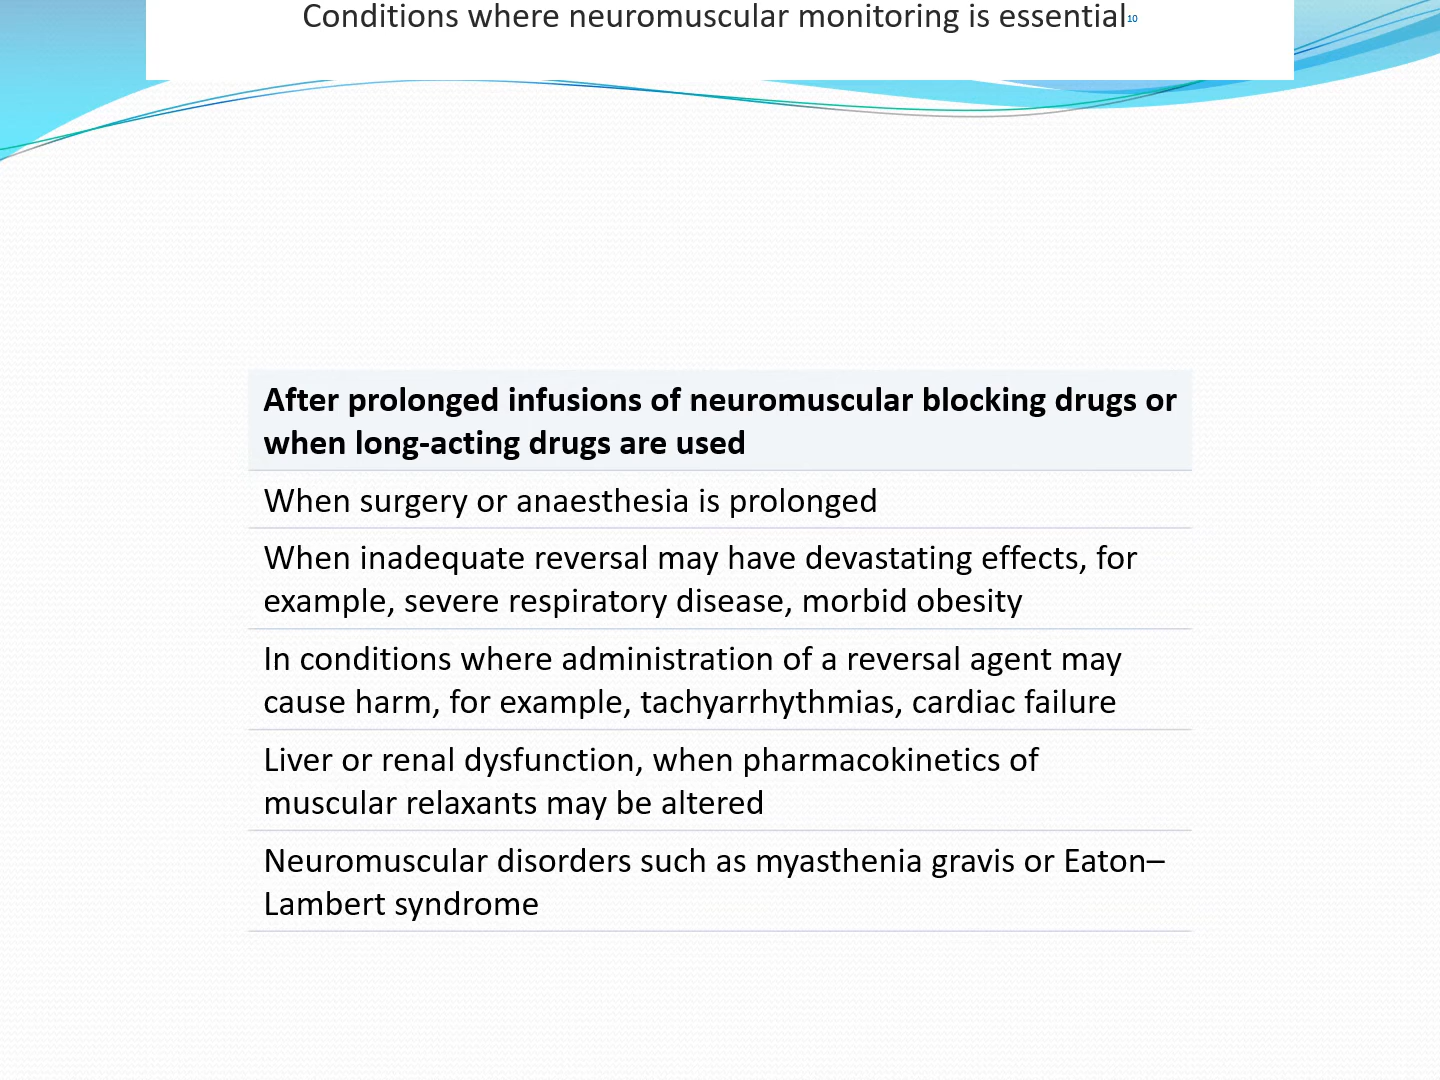 Conditions where neuromuscular monitoring is essential10
After prolonged infusions of neuromuscular blocking drugs or
when long-acting drugs are used
When surgery or anaesthesia is prolonged
When inadequate reversal may have devastating effects, for
example, severe respiratory disease, morbid obesity
In conditions where administration of a reversal agent may
cause harm, for example, tachyarrhythmias, cardiac failure
Liver or renal dysfunction, when pharmacokinetics of
muscular relaxants may be altered
Neuromuscular disorders such as myasthenia gravis or Eaton–
Lambert syndrome